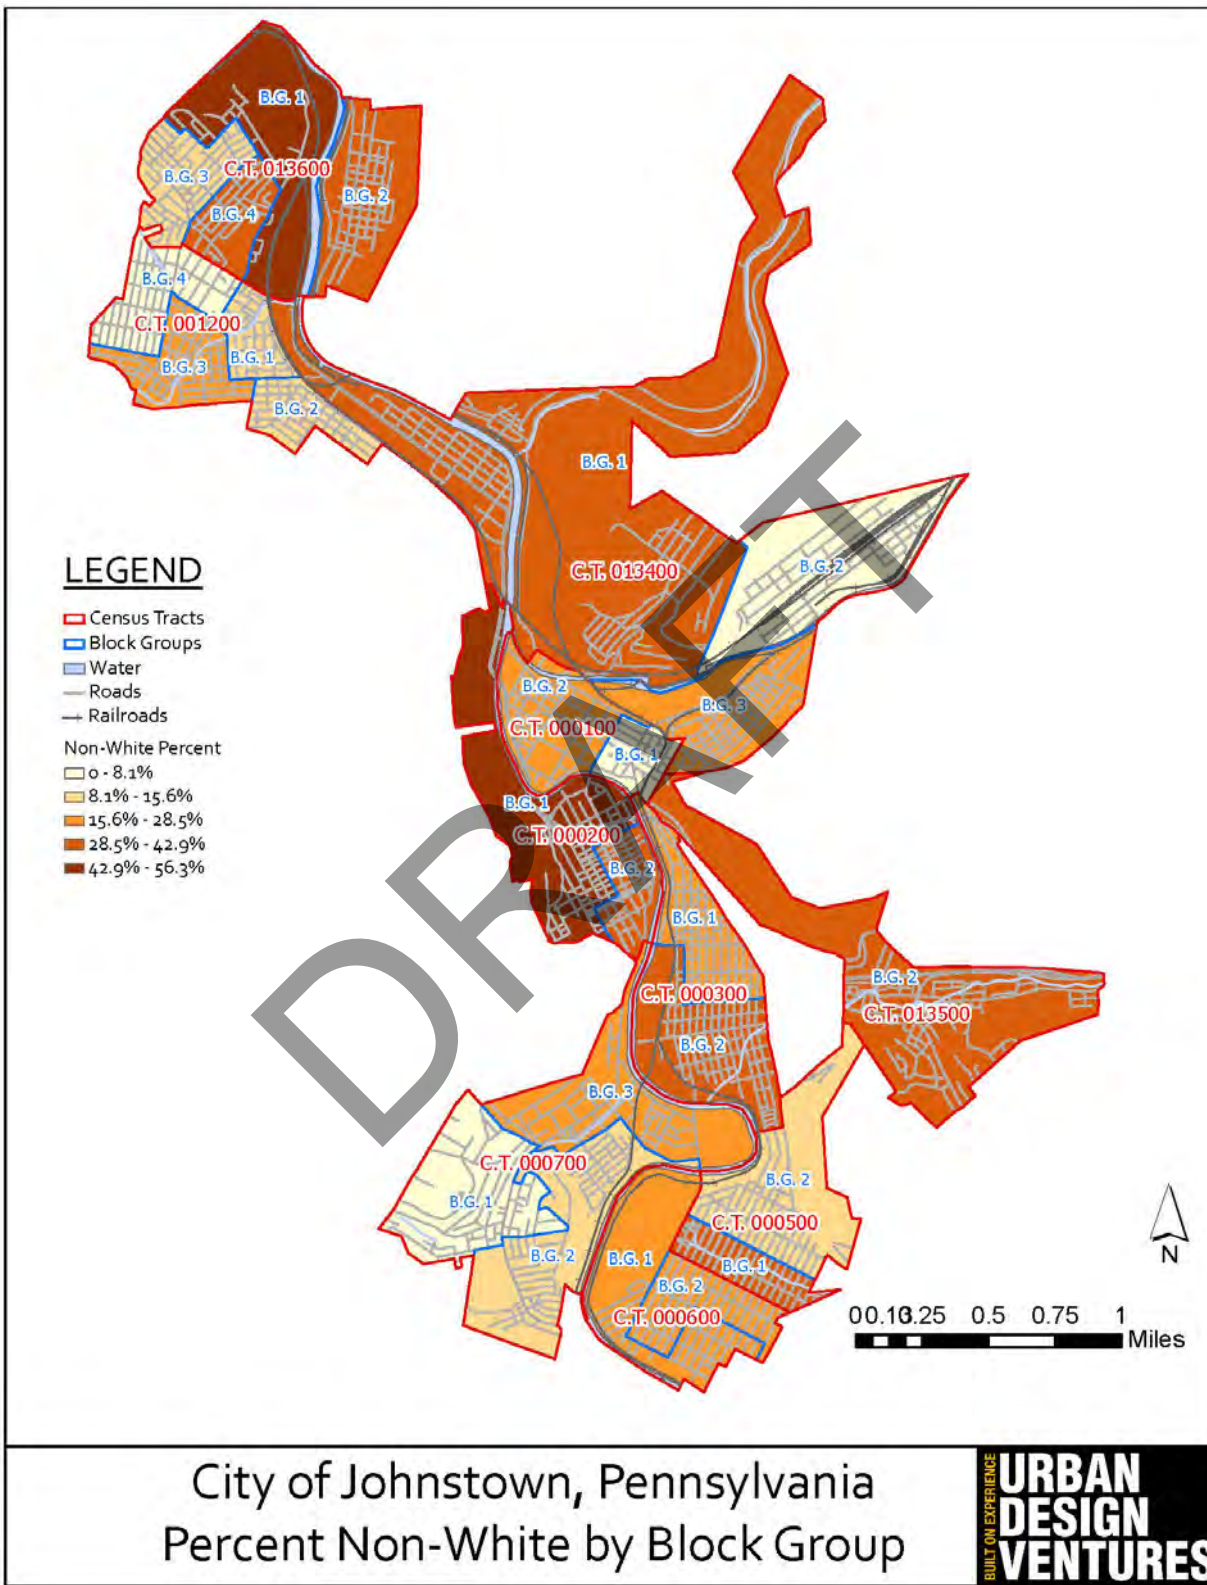 B.G. 1
C.T. 013600
B.G. 3
B.G. 2
B.G. 4
B.G. 4
C.T. 001200
B.G. 3
B.G. 1
B.G. 2
B.G. 1
C.T. 013400
B.G. 2
LEGEND
Census Tracts
Block Groups
Water
Roads
Railroads
Non-White Percent
0 - 8.1%
8.1% - 15.6%
15.6% - 28.5%
28.5% - 42.9%
42.9% - 56.3%
B.G. 2
B.G. 3
C.T. 000100
B.G. 1
B.G. 1
C.T. 000200
B.G. 2
B.G. 1
B.G. 2
C.T. 000300
C.T. 013500
B.G. 2
B.G. 3
C.T. 000700
B.G. 2
B.G. 1
C.T. 000500
B.G. 2
B.G. 1
B.G. 1
B.G. 2
C.T. 000600
DRAFT
N
0 0.13 0.25 0.5 0.75 1
Miles
City of Johnstown, Pennsylvania
Percent Non-White by Block Group
BUILT ON EXPERIENCE
URBAN
DESIGN
VENTURES